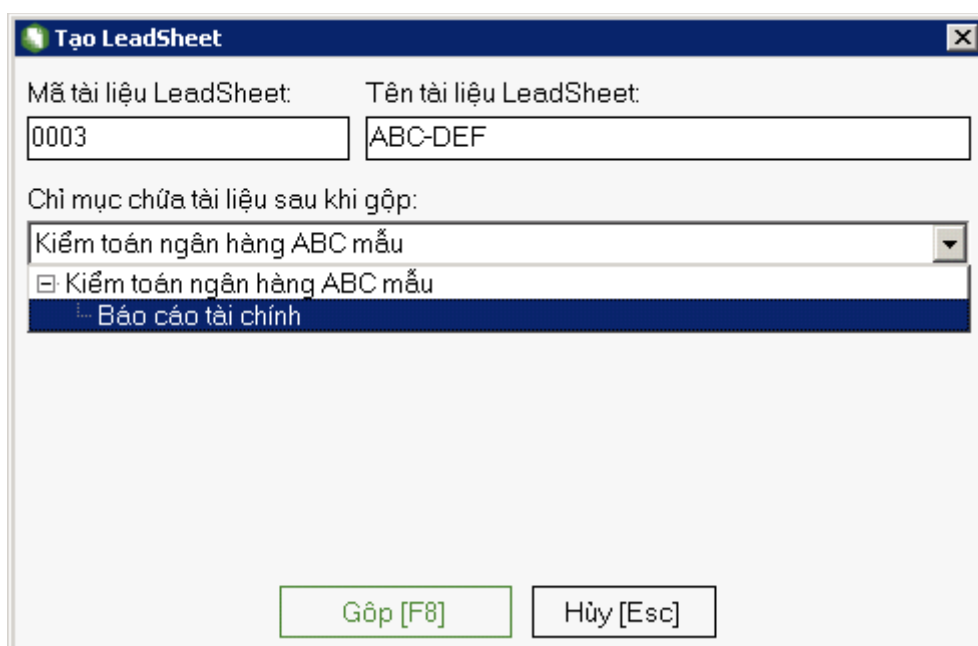 Tạo LeadSheet
Mã tài liệu LeadSheet: Tên tài liệu LeadSheet:
0003 ABC-DEF
Chỉ mục chứa tài liệu sau khi gộp:
Kiểm toán ngân hàng ABC mẫu
Kiểm toán ngân hàng ABC mẫu
Báo cáo tài chính
Gộp [F8] Hủy [Esc]